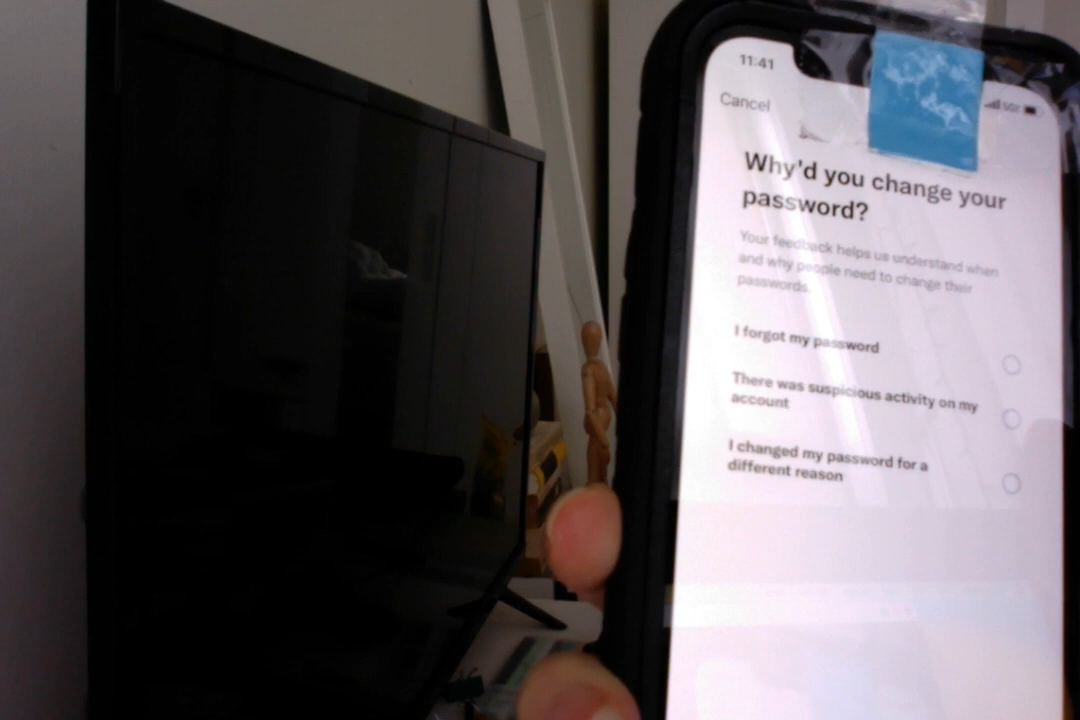 11:41
5G
Cancel
Why'd you change your
password?
Your feedback helps us understand when
and why people need to change their
passwords.
I forgot my password
There was suspicious activity on my
account
I changed my password for a
different reason